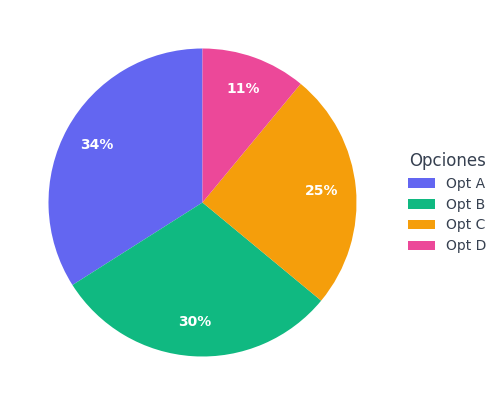 11%
34%
25%
30%
Opciones
Opt A
Opt B
Opt C
Opt D